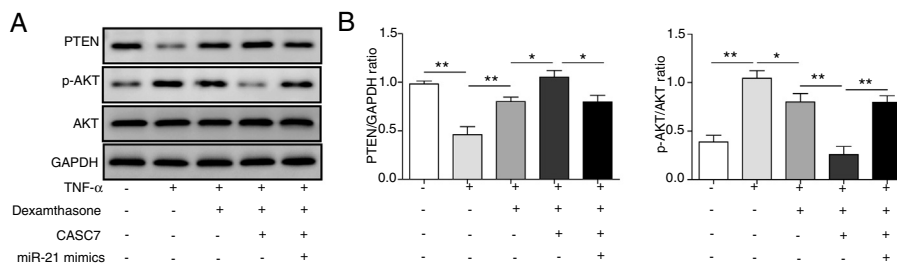 A
PTEN
p-AKT
AKT
GAPDH
TNF-α - + + + +
Dexamthasone - - + + +
CASC7 - - - + +
miR-21 mimics - - - - +
B
PTEN/GAPDH ratio
1.5
1.0
0.5
0.0
** ** * *
- + + + +
- - + + +
- - - + +
- - - - +
p-AKT/AKT ratio
1.5
1.0
0.5
0.0
** * ** **
- + + + +
- - + + +
- - - + +
- - - - +